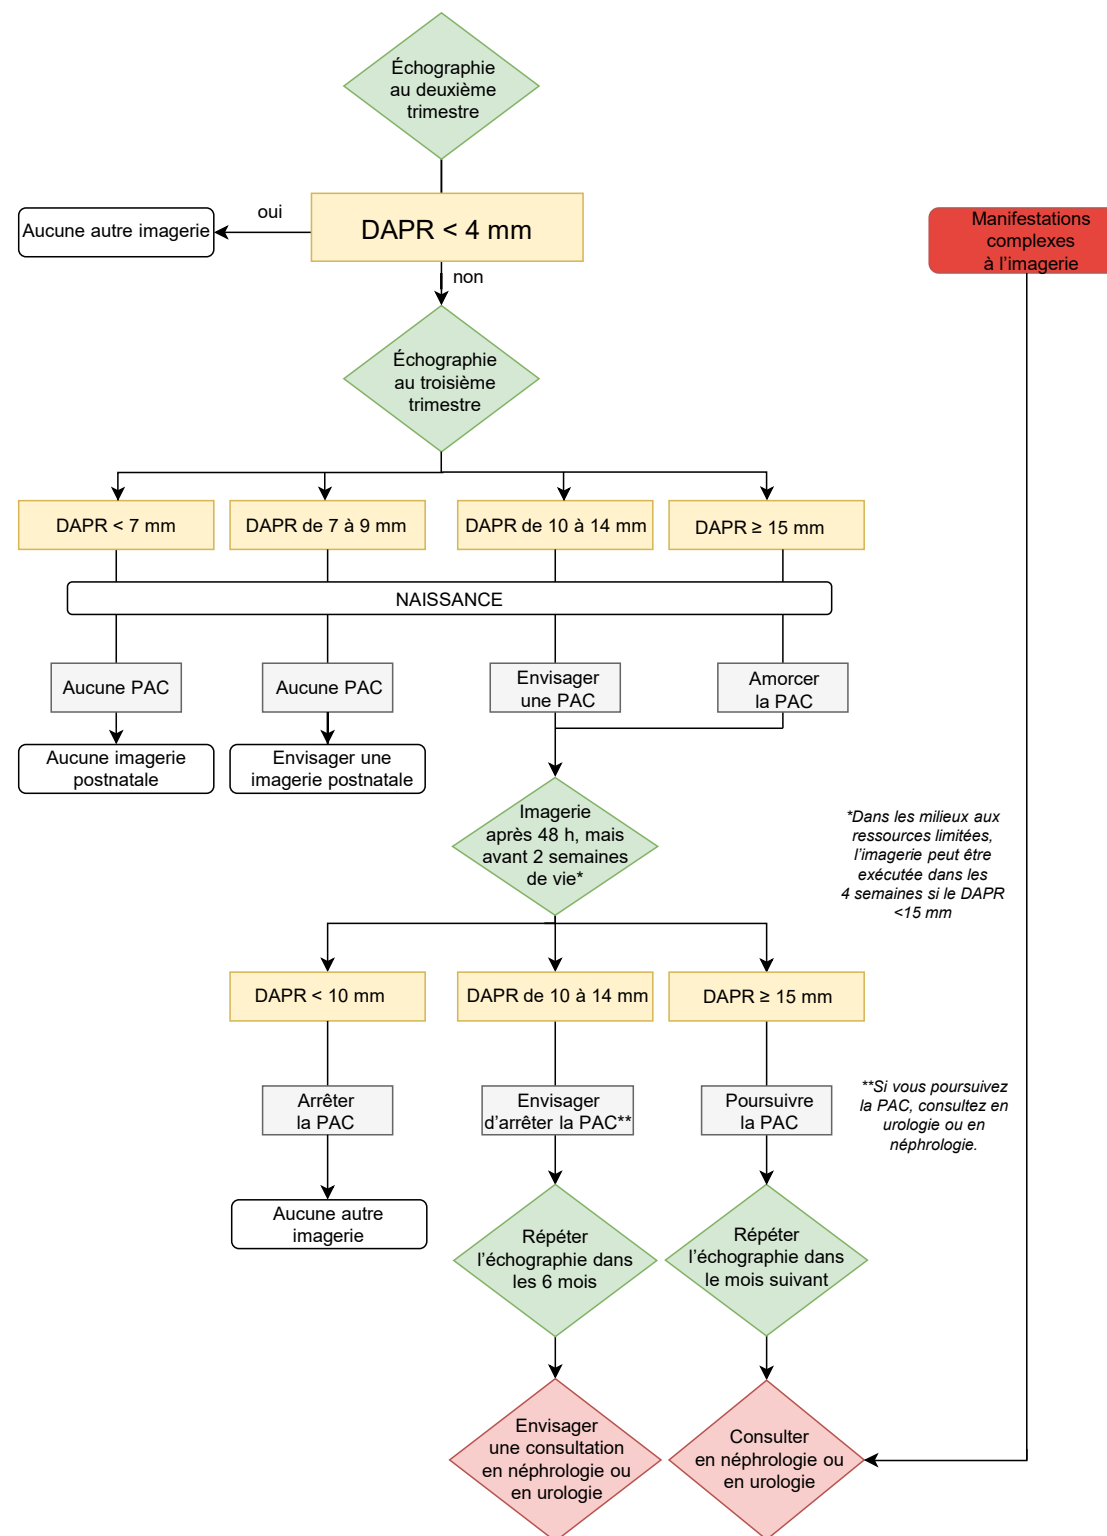 Échographie
au deuxième
trimestre
oui
Aucune autre imagerie
DAPR < 4 mm
Manifestations
complexes
à l’imagerie
non
Échographie
au troisième
trimestre
DAPR < 7 mm
DAPR de 7 à 9 mm
DAPR de 10 à 14 mm
DAPR ≥ 15 mm
NAISSANCE
Aucune PAC
Aucune PAC
Envisager
une PAC
Amorcer
la PAC
Aucune imagerie
postnatale
Envisager une
imagerie postnatale
Imagerie
après 48 h, mais
avant 2 semaines
de vie*
*Dans les milieux aux
ressources limitées,
l’imagerie peut être
exécutée dans les
4 semaines si le DAPR
<15 mm
DAPR < 10 mm
DAPR de 10 à 14 mm
DAPR ≥ 15 mm
Arrêter
la PAC
Envisager
d’arrêter la PAC**
Poursuivre
la PAC
**Si vous poursuivez
la PAC, consultez en
urologie ou en
néphrologie.
Aucune autre
imagerie
Répéter
l’échographie dans
les 6 mois
Répéter
l’échographie dans
le mois suivant
Envisager
une consultation
en néphrologie ou
en urologie
Consulter
en néphrologie ou
en urologie